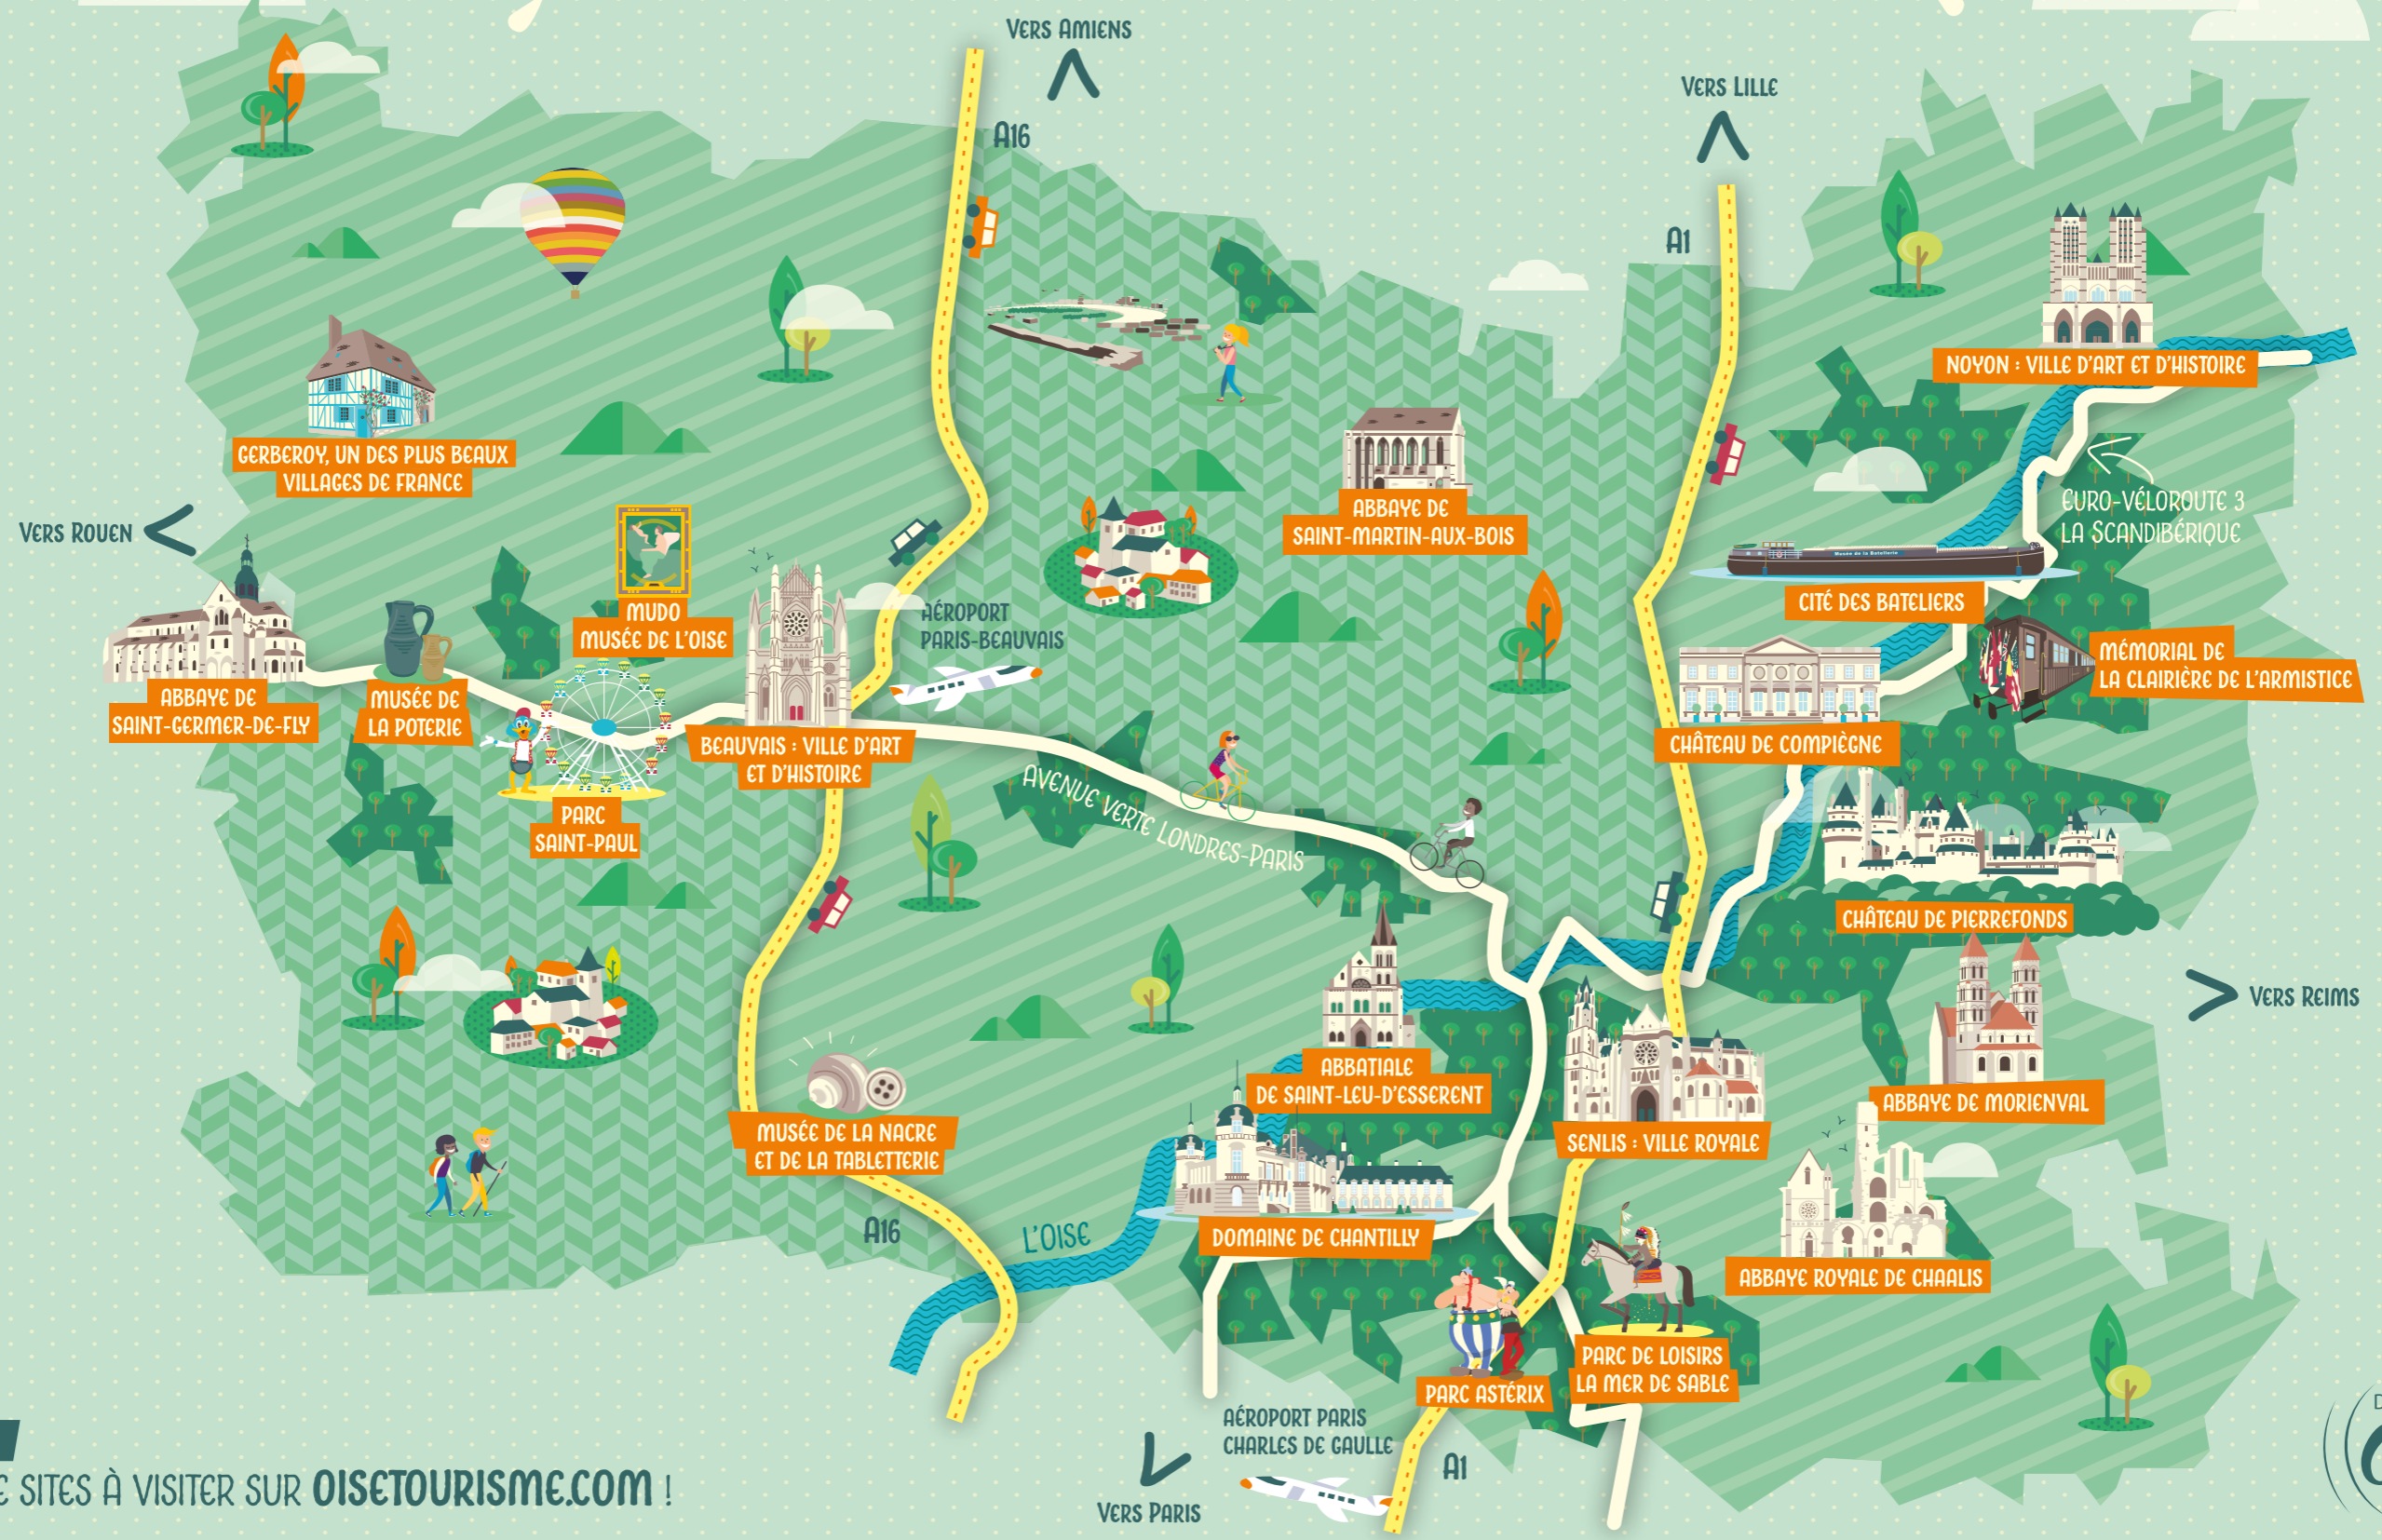 VERS AMIENS
VERS LILLE
A16
A1
NOYON : VILLE D'ART ET D'HISTOIRE
GERBEROY, UN DES PLUS BEAUX
VILLAGES DE FRANCE
VERS ROUEN
ABBAYE DE
SAINT-MARTIN-AUX-BOIS
EURO-VÉLOROUTE 3
LA SCANDIBÉRIQUE
Musée de la Batellerie
CITÉ DES BATELIERS
MUDO
MUSÉE DE L'OISE
AÉROPORT
PARIS-BEAUVAIS
MÉMORIAL DE
LA CLAIRIÈRE DE L'ARMISTICE
ABBAYE DE
SAINT-GERMER-DE-FLY
MUSÉE DE
LA POTERIE
BEAUVAIS : VILLE D'ART
ET D'HISTOIRE
CHÂTEAU DE COMPIÈGNE
PARC
SAINT-PAUL
AVENUE VERTE LONDRES-PARIS
CHÂTEAU DE PIERREFONDS
VERS REIMS
ABBATIALE
DE SAINT-LEU-D'ESSERENT
ABBAYE DE MORIENVAL
MUSÉE DE LA NACRE
ET DE LA TABLETTERIE
SENLIS : VILLE ROYALE
A16
L'OISE
DOMAINE DE CHANTILLY
ABBAYE ROYALE DE CHAALIS
PARC DE LOISIRS
LA MER DE SABLE
PARC ASTÉRIX
AÉROPORT PARIS
CHARLES DE GAULLE
A1
VERS PARIS
SITES À VISITER SUR OISETOURISME.COM !